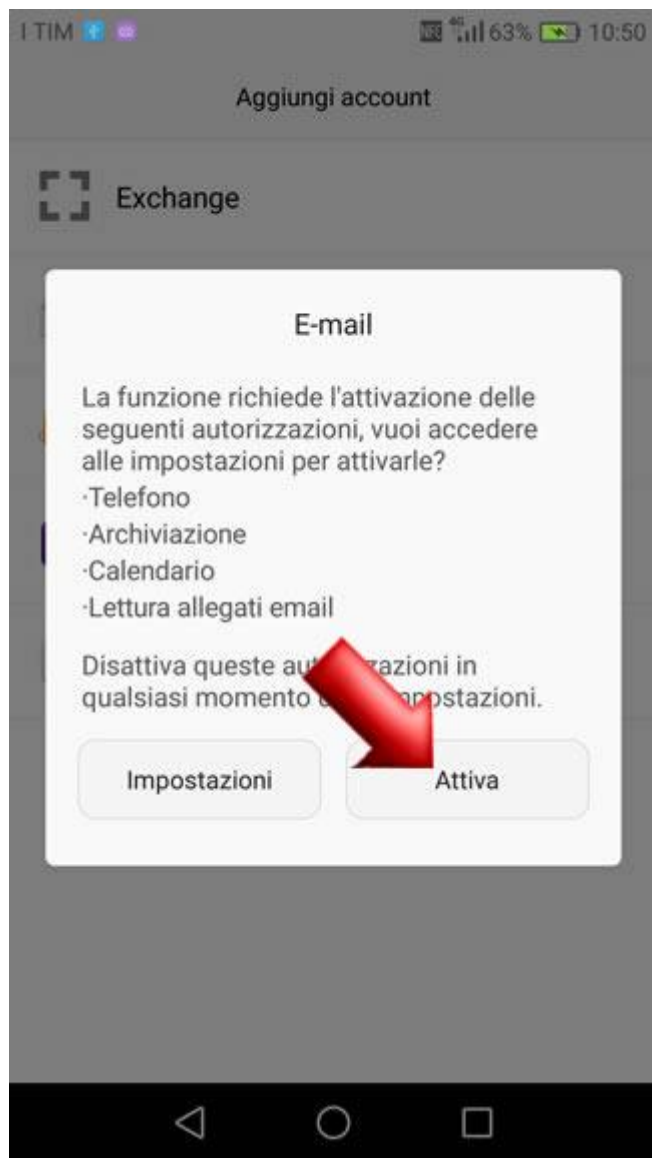 I TIM 63% 10:50
Aggiungi account
Exchange
E-mail
La funzione richiede l'attivazione delle
seguenti autorizzazioni, vuoi accedere
alle impostazioni per attivarle?
·Telefono
·Archiviazione
·Calendario
·Lettura allegati email
Disattiva queste in
qualsiasi momento
Impostazioni Attiva